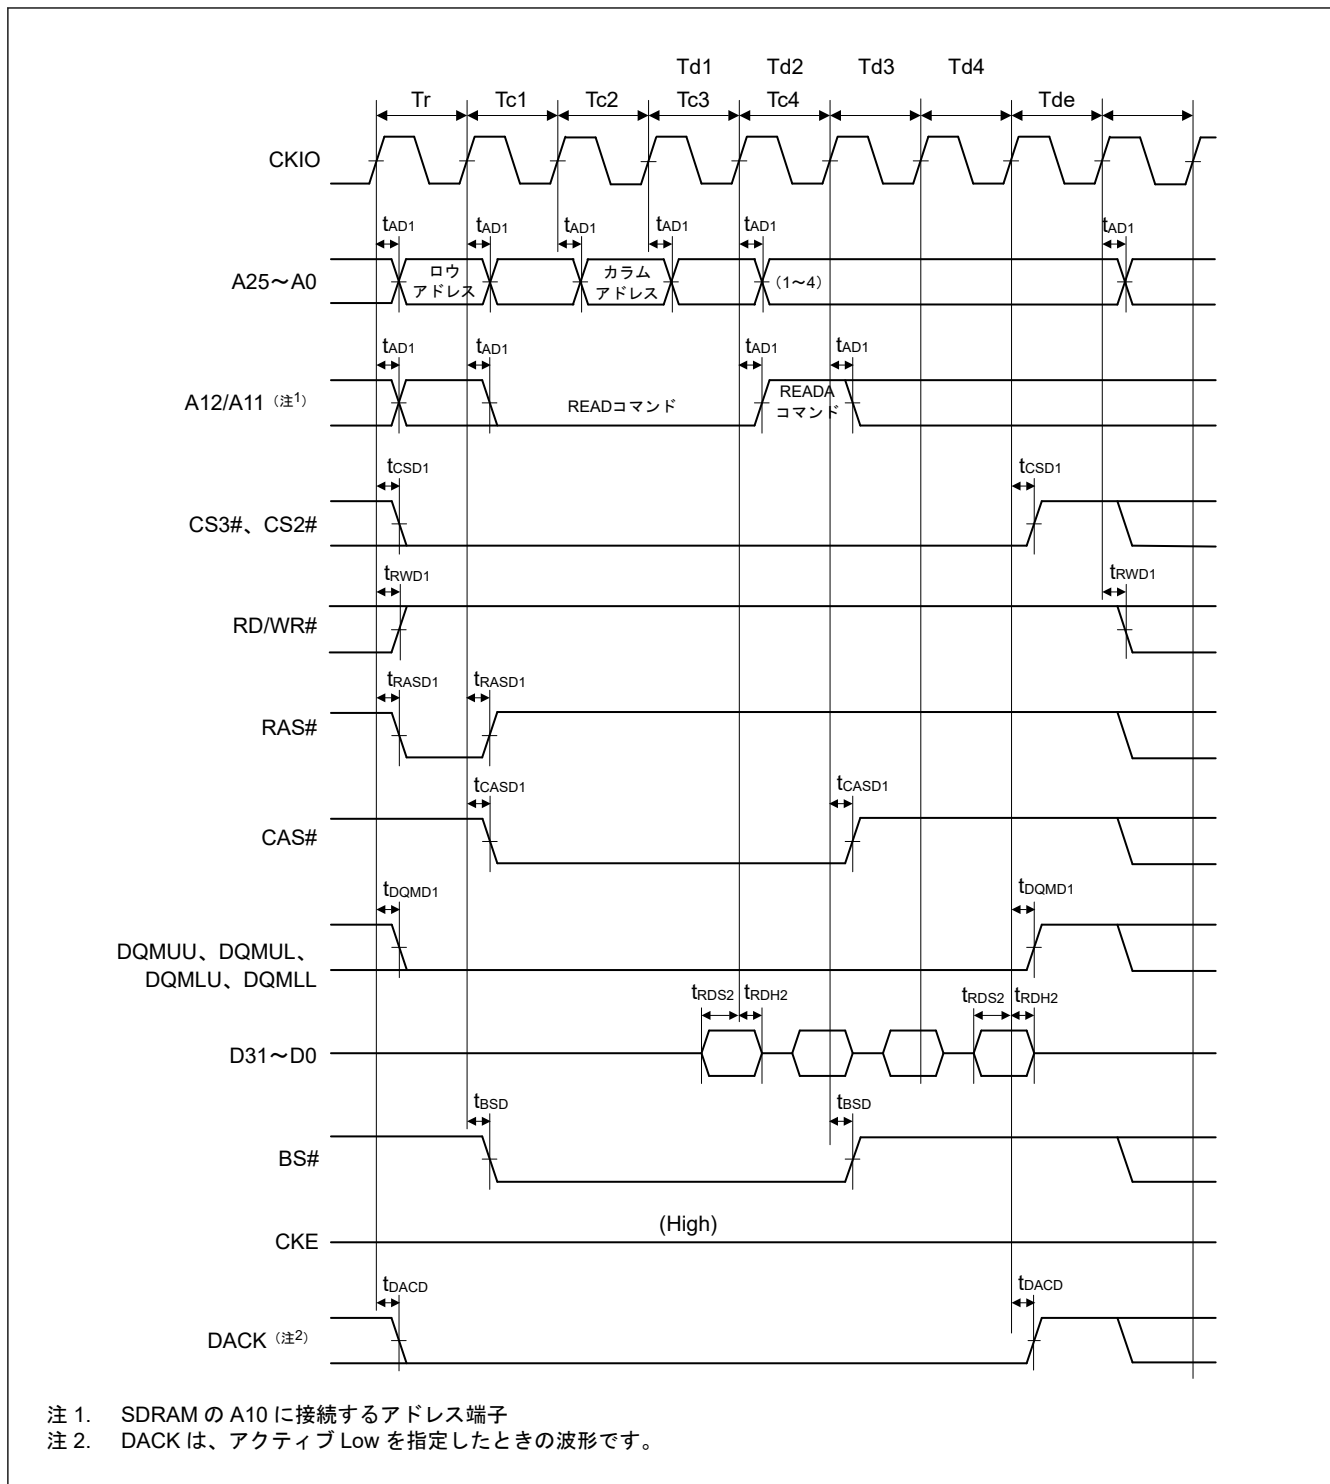 Td1 Td2 Td3 Td4
Tr Tc1 Tc2 Tc3 Tc4 Tde
CKIO
tAD1 tAD1 tAD1 tAD1 tAD1 tAD1
A25～A0
ロウ
アドレス
カラム
アドレス
（1～4）
tAD1 tAD1 tAD1 tAD1
A12/A11（注1）
READコマンド
READA
コマンド
tCSD1 tCSD1
CS3#、CS2#
tRWD1 tRWD1
RD/WR#
tRASD1 tRASD1
RAS#
tCASD1 tCASD1
CAS#
tDQMD1 tDQMD1
DQMUU、DQMUL、
DQMLU、DQMLL
tRDS2 tRDH2 tRDS2 tRDH2
D31～D0
tBSD tBSD
BS#
(High)
CKE
tDACD tDACD
DACK（注2）
注 1. SDRAM の A10 に接続するアドレス端子
注 2. DACK は、アクティブ Low を指定したときの波形です。